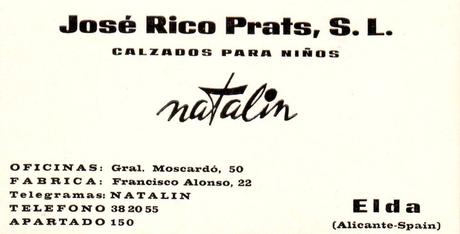 José Rico Prats, S. L.
CALZADOS PARA NIÑOS
natalin
OFICINAS: Gral. Moscardó, 50
FABRICA: Francisco Alonso, 22
Telegramas: NATALIN
TELEFONO 38 20 55
APARTADO 150
Elda
(Alicante-Spain)